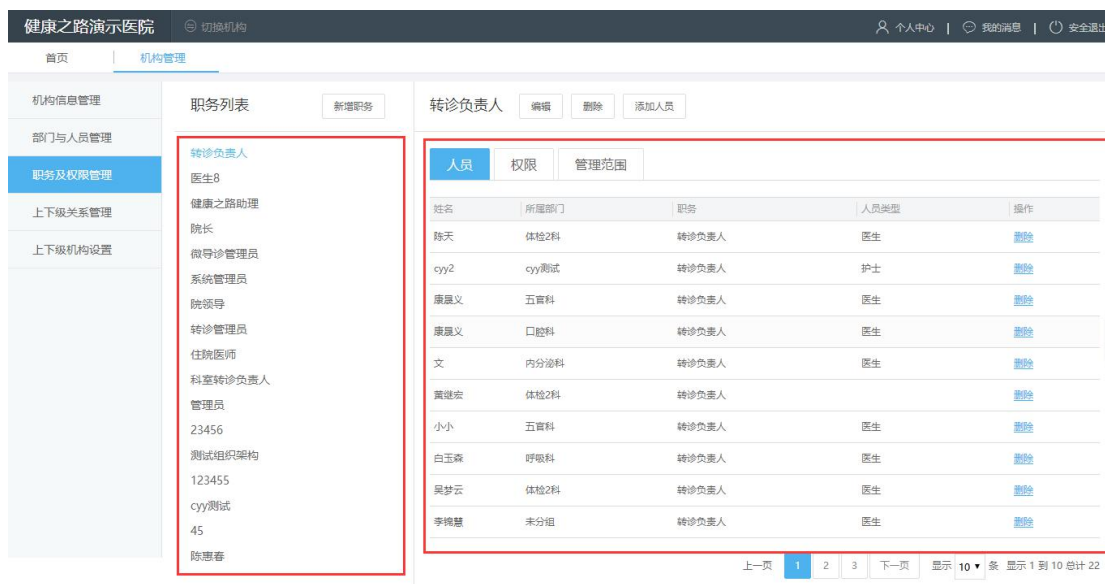 健康之路演示医院 切换机构 个人中心 | 我的消息 | 安全退出
首页 机构管理
机构信息管理
部门与人员管理
职务及权限管理
上下级关系管理
上下级机构设置
职务列表 新增职务
转诊负责人
医生8
健康之路助理
院长
微导诊管理员
系统管理员
院领导
转诊管理员
住院医师
科室转诊负责人
管理员
23456
测试组织架构
123455
cyy测试
45
陈惠春
转诊负责人 编辑 删除 添加人员
人员 权限 管理范围
姓名 所属部门 职务 人员类型 操作
陈天 体检2科 转诊负责人 医生 删除
cyy2 cyy测试 转诊负责人 护士 删除
康晟义 五官科 转诊负责人 医生 删除
康晟义 口腔科 转诊负责人 医生 删除
文 内分泌科 转诊负责人 医生 删除
黄继宏 体检2科 转诊负责人 删除
小小 五官科 转诊负责人 医生 删除
白玉森 呼吸科 转诊负责人 医生 删除
吴梦云 体检2科 转诊负责人 医生 删除
李锦慧 未分组 转诊负责人 医生 删除
上一页 1 2 3 下一页 显示 10 条 显示 1 到 10 总计 22